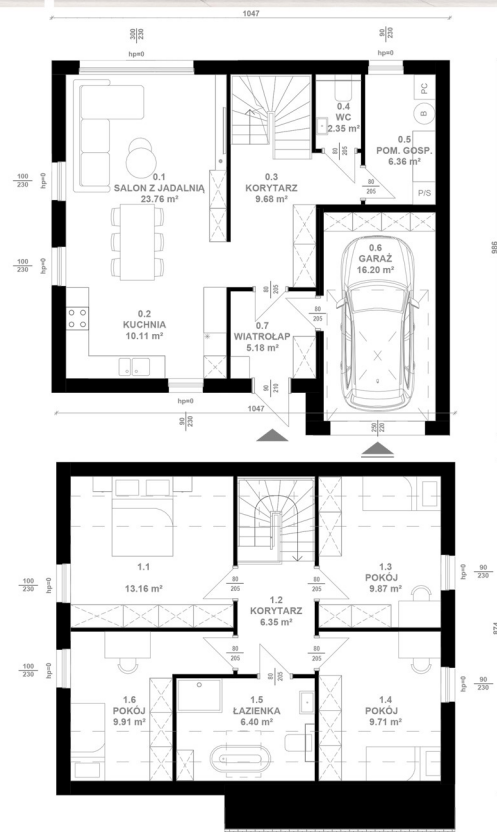 1047
300
230
hp=0
90
230
hp=0
0.1
SALON Z JADALNIĄ
23.76 m²
0.3
KORYTARZ
9.68 m²
0.4
WC
2.35 m²
PC
B
0.5
POM. GOSP.
6.36 m²
P/S
80
205
80
205
100
230
hp=0
100
230
hp=0
0.6
GARAŻ
16.20 m²
986
0.2
KUCHNIA
10.11 m²
80
205
80
205
0.7
WIATROŁAP
5.18 m²
90
210
hp=0
90
230
1047
250
220
1.1
13.16 m²
1.2
KORYTARZ
6.35 m²
1.3
POKÓJ
9.87 m²
80
205
80
205
100
230
hp=0
hp=0
90
230
874
80
205
80
205
80
205
100
230
hp=0
hp=0
90
230
1.6
POKÓJ
9.91 m²
1.5
ŁAZIENKA
6.40 m²
1.4
POKÓJ
9.71 m²